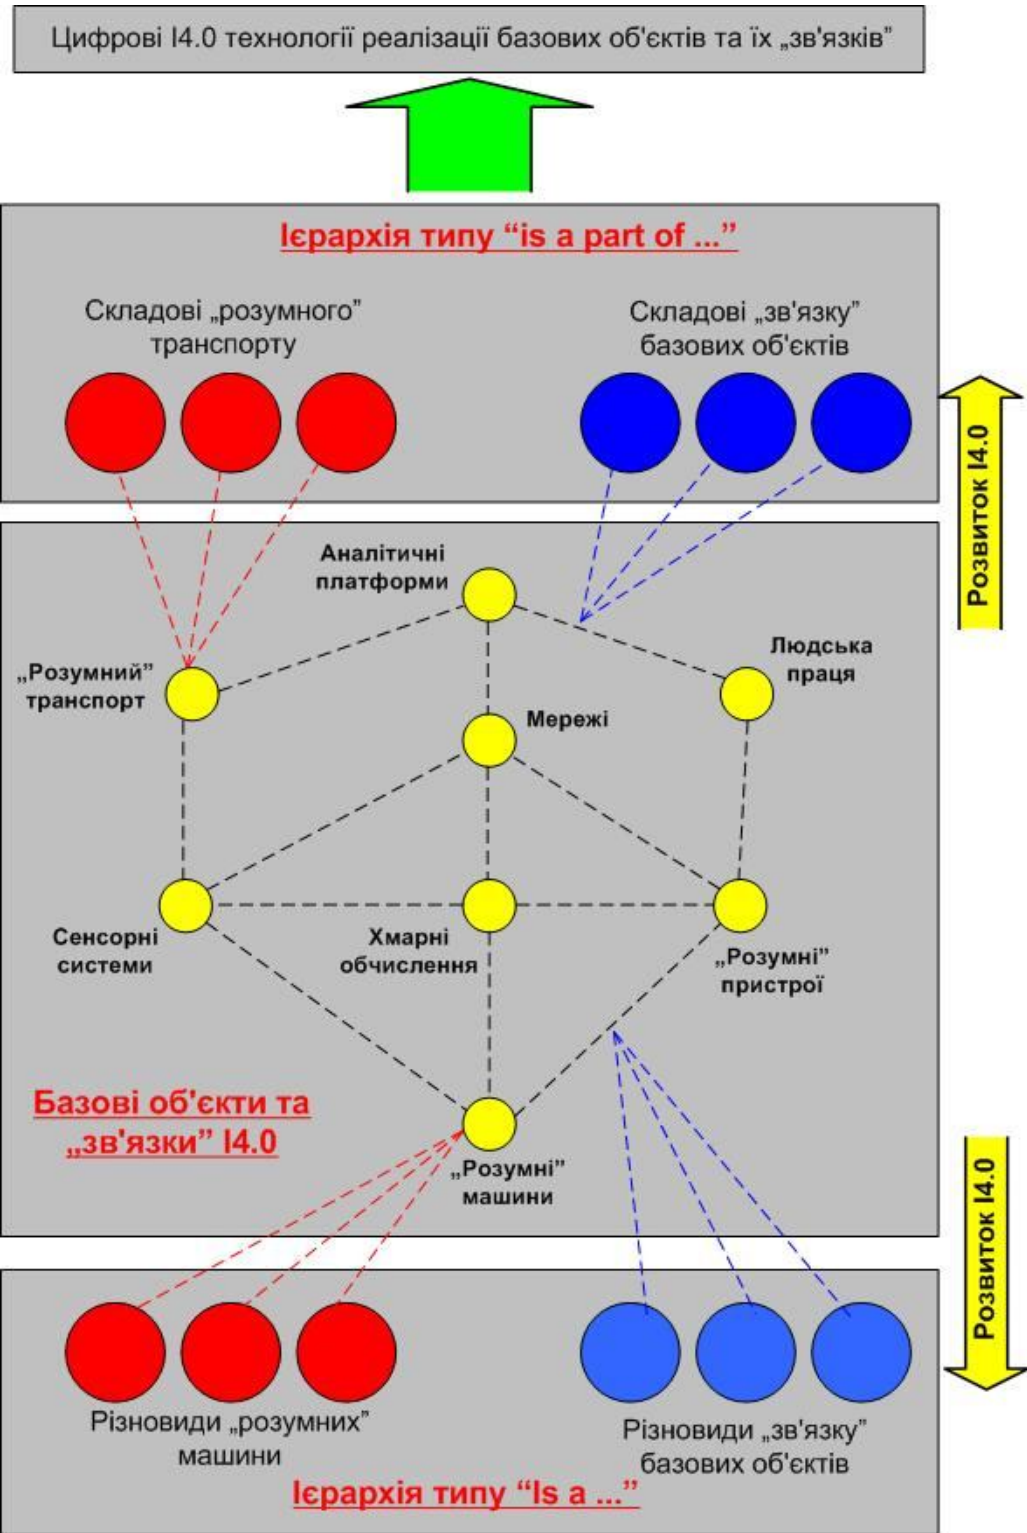 Цифрові І4.0 технології реалізації базових об'єктів та їх „зв'язків”
Ієрархія типу “is a part of ...”
Складові „розумного”
транспорту
Складові „зв'язку”
базових об'єктів
Розвиток І4.0
Аналітичні
платформи
Людська
праця
„Розумний”
транспорт
Мережі
Сенсорні
системи
Хмарні
обчислення
„Розумні”
пристрої
Базові об'єкти та
„зв'язки” І4.0
„Розумні”
машини
Розвиток І4.0
Різновиди „розумних”
машини
Різновиди „зв'язку”
базових об'єктів
Ієрархія типу “Is a ...”